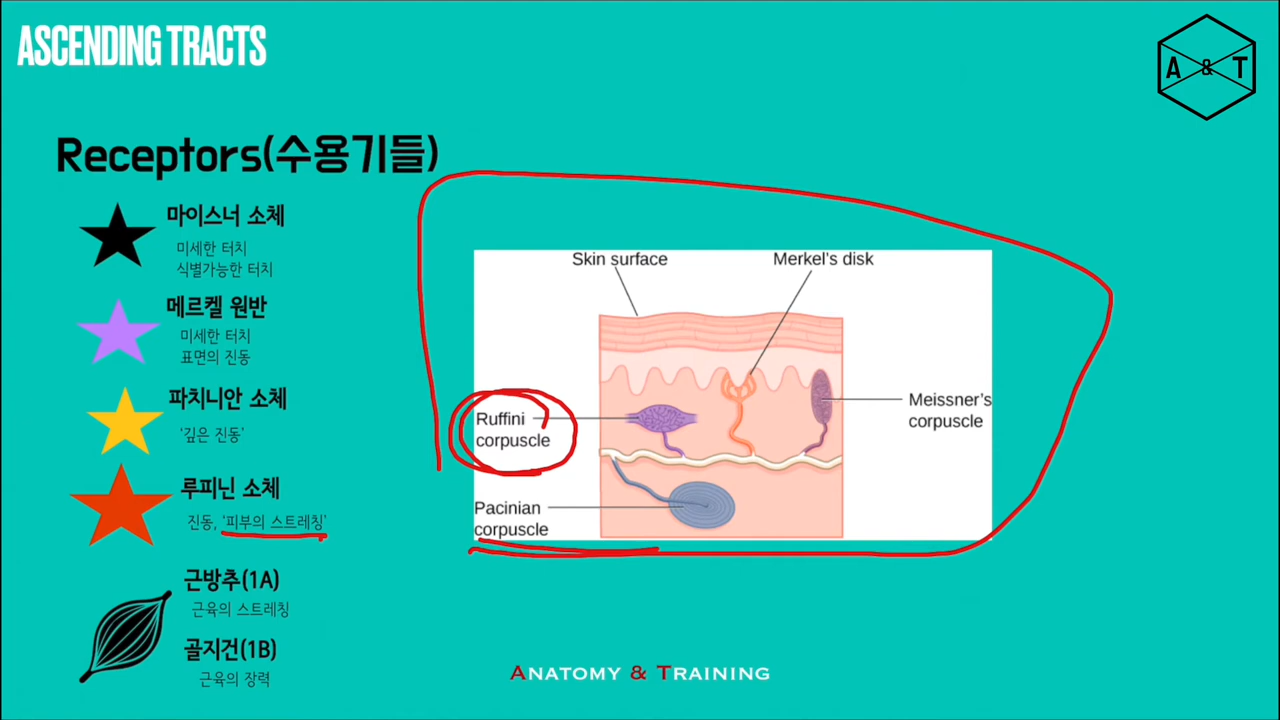 ASCENDING TRACTS
A & T
Receptors(수용기들)
마이스너 소체
미세한 터치
식별가능한 터치
메르켈 원반
미세한 터치
표면의 진동
파치니안 소체
'깊은 진동'
루피닌 소체
진동, '피부의 스트레칭'
근방추(1A)
근육의 스트레칭
골지건(1B)
근육의 장력
Skin surface
Merkel's disk
Ruffini
corpuscle
Meissner's
corpuscle
Pacinian
corpuscle
ANATOMY & TRAINING